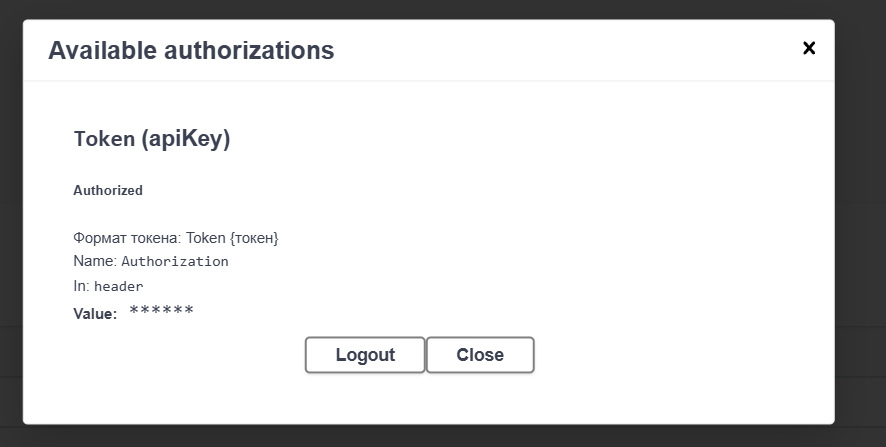 Available authorizations
Token (apiKey)
Authorized
Формат токена: Token {токен}
Name: Authorization
In: header
Value: ******
Logout Close